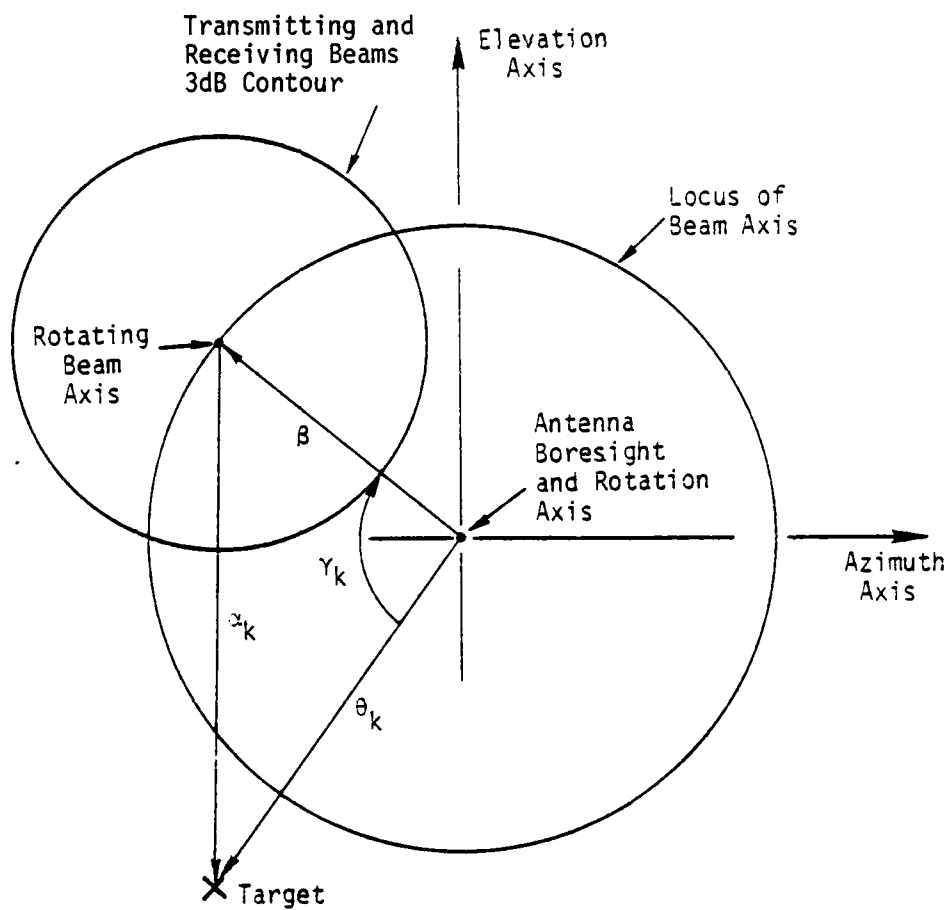 Transmitting and
Receiving Beams
3dB Contour
Elevation
Axis
Locus of
Beam Axis
Rotating
Beam
Axis
β
Antenna
Boresight
and Rotation
Axis
γk
Azimuth
Axis
αk
θk
Target